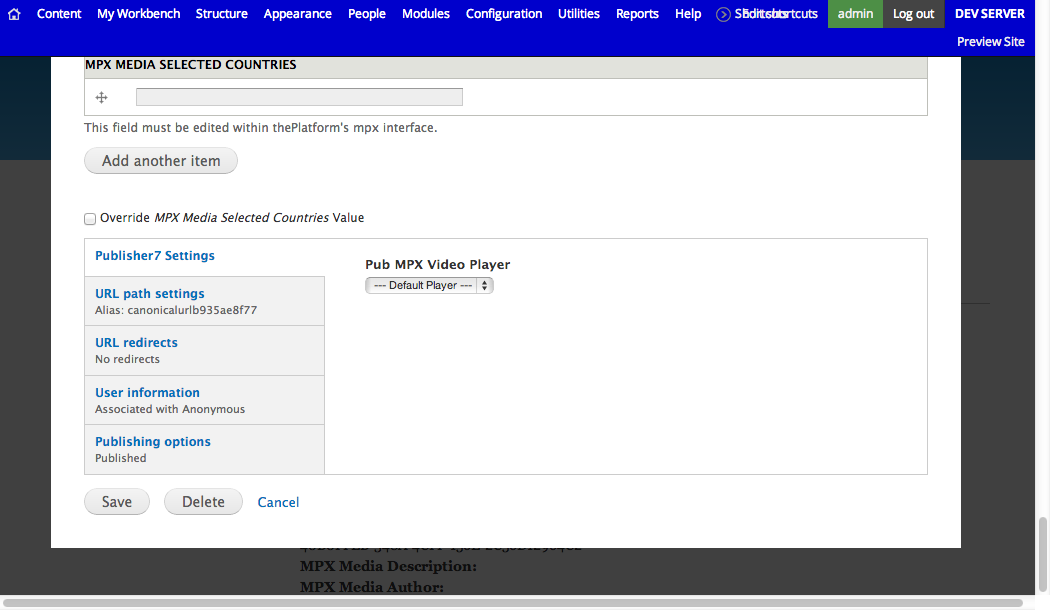 Content My Workbench Structure Appearance People Modules Configuration Utilities Reports Help admin Log out DEV SERVER
Preview Site
MPX MEDIA SELECTED COUNTRIES
This field must be edited within thePlatform's mpx interface.
Add another item
Override MPX Media Selected Countries Value
Publisher7 Settings
Pub MPX Video Player
--- Default Player ---
URL path settings
Alias: canonicalurlb935ae8f77
URL redirects
No redirects
User information
Associated with Anonymous
Publishing options
Published
Save Delete Cancel
MPX Media Description:
MPX Media Author: